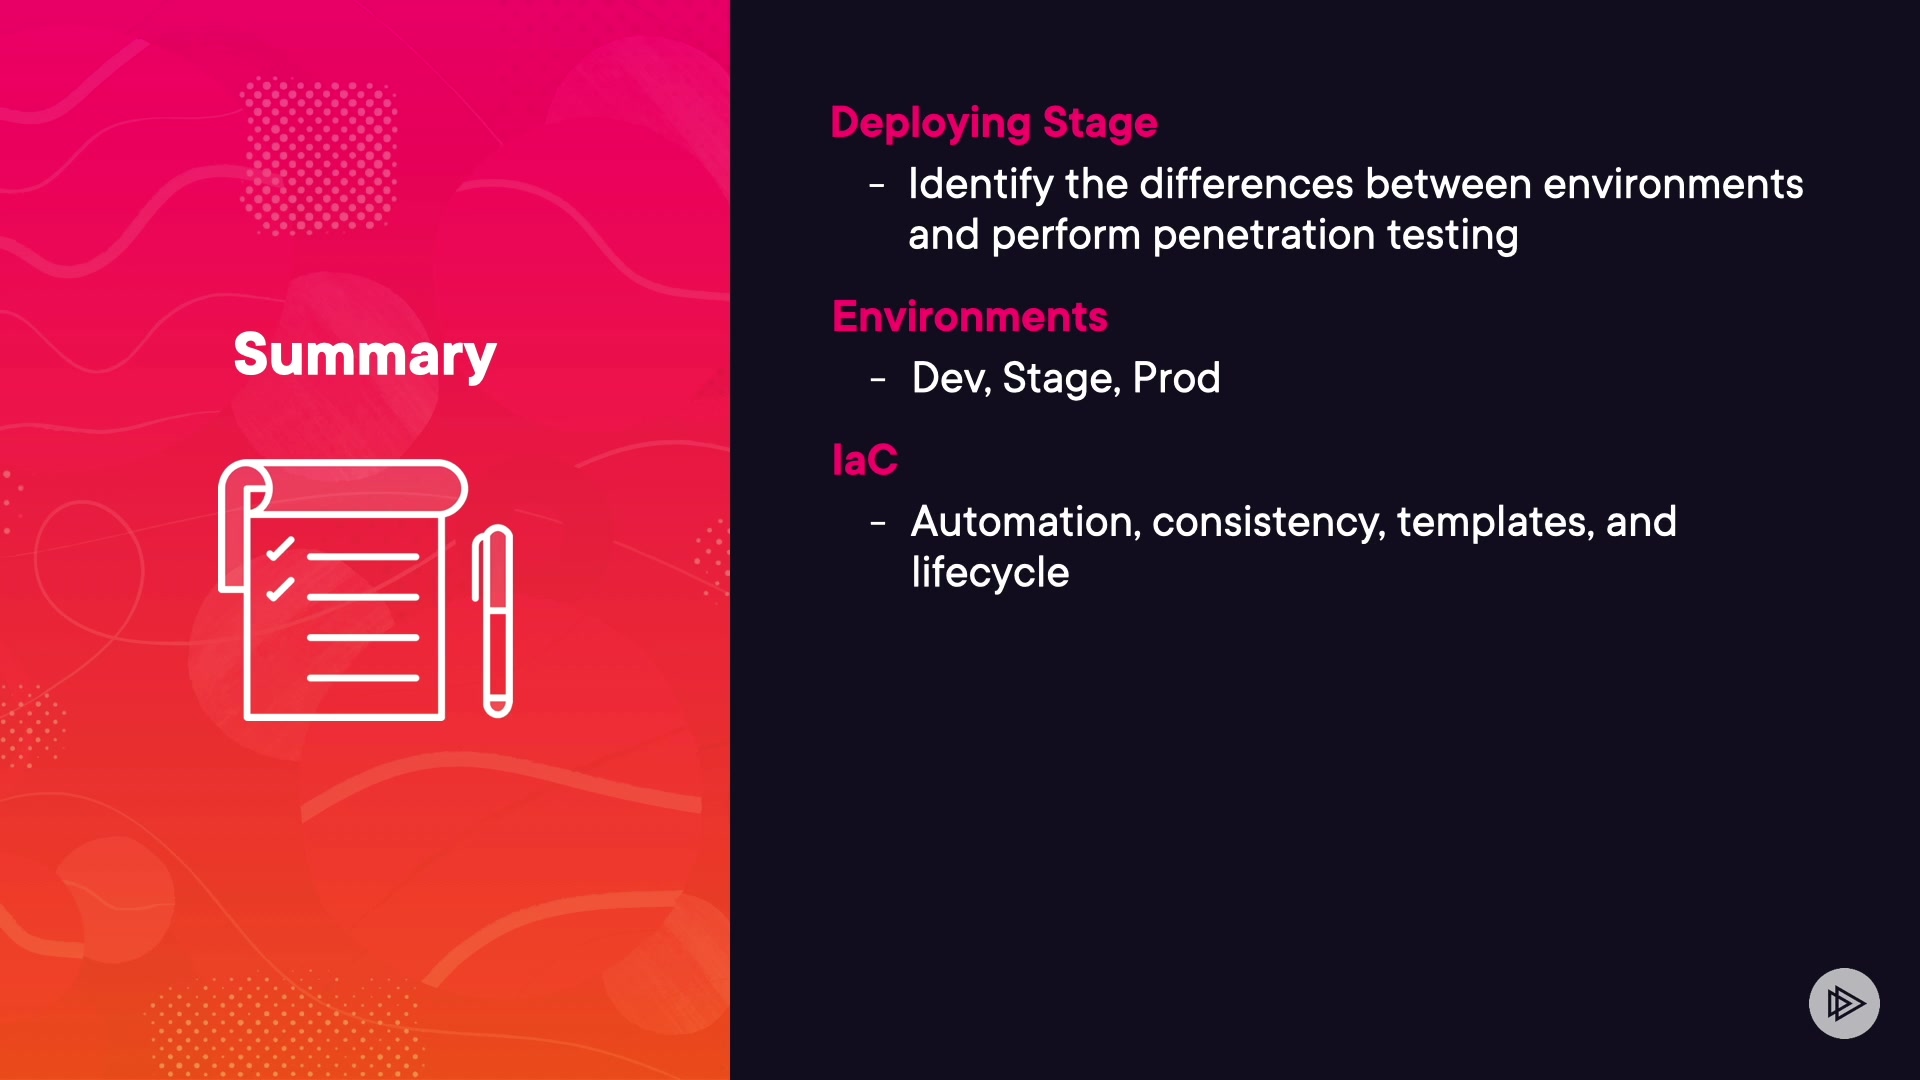 Summary
Deploying Stage
- Identify the differences between environments
and perform penetration testing
Environments
- Dev, Stage, Prod
IaC
- Automation, consistency, templates, and
lifecycle